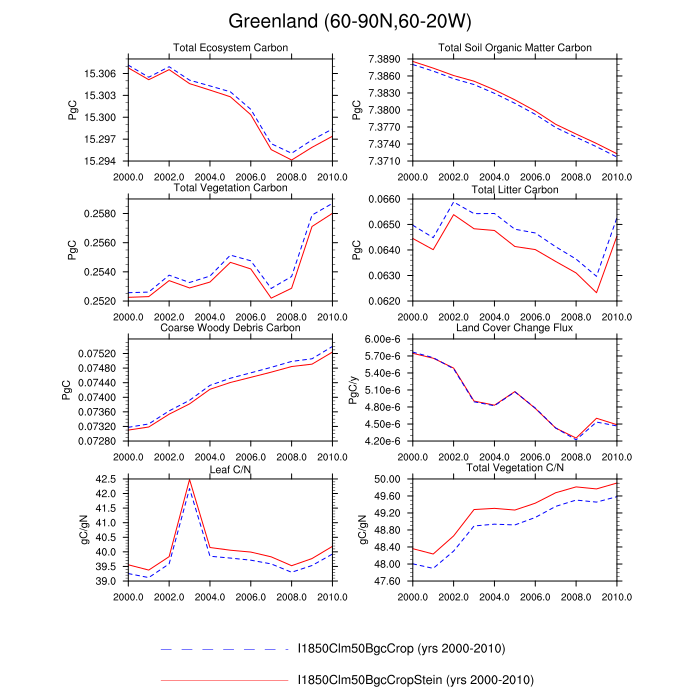 Greenland (60-90N,60-20W)
Total Ecosystem Carbon
Total Soil Organic Matter Carbon
PgC
15.306
15.303
15.300
15.297
15.294
2000.0 2002.0 2004.0 2006.0 2008.0 2010.0
PgC
7.3890
7.3860
7.3830
7.3800
7.3770
7.3740
7.3710
2000.0 2002.0 2004.0 2006.0 2008.0 2010.0
Total Vegetation Carbon
Total Litter Carbon
PgC
0.2580
0.2560
0.2540
0.2520
2000.0 2002.0 2004.0 2006.0 2008.0 2010.0
PgC
0.0660
0.0650
0.0640
0.0630
0.0620
2000.0 2002.0 2004.0 2006.0 2008.0 2010.0
Coarse Woody Debris Carbon
Land Cover Change Flux
PgC
0.07520
0.07440
0.07360
0.07320
0.07280
2000.0 2002.0 2004.0 2006.0 2008.0 2010.0
PgC/y
6.00e-6
5.70e-6
5.40e-6
5.10e-6
4.80e-6
4.50e-6
4.20e-6
2000.0 2002.0 2004.0 2006.0 2008.0 2010.0
Leaf C/N
Total Vegetation C/N
gC/gN
42.5
42.0
41.5
41.0
40.5
40.0
39.5
39.0
2000.0 2002.0 2004.0 2006.0 2008.0 2010.0
gC/gN
50.00
49.60
49.20
48.80
48.40
48.00
47.60
2000.0 2002.0 2004.0 2006.0 2008.0 2010.0
I1850Clm50BgcCrop (yrs 2000-2010)
I1850Clm50BgcCropStein (yrs 2000-2010)